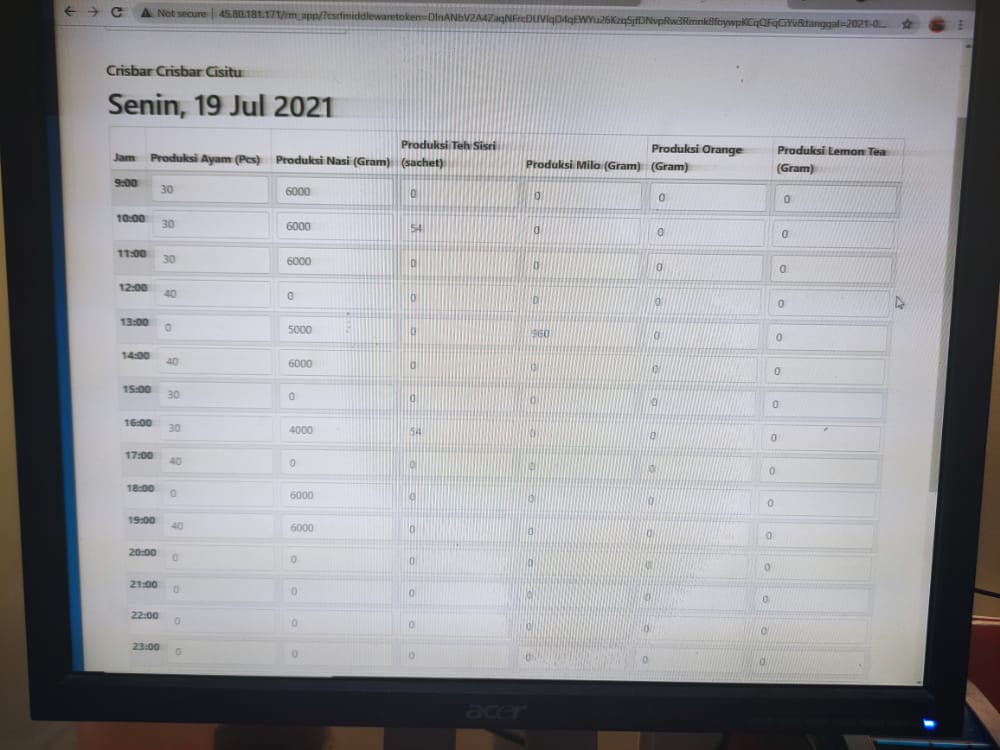 Not secure | 45.80.181.171/rm_app/?csrfmiddlewaretoken=
Crisbar Crisbar Cisitu
Senin, 19 Jul 2021
Jam Produksi Ayam (Pcs) Produksi Nasi (Gram) Produksi Teh Sisri (sachet) Produksi Milo (Gram) Produksi Orange (Gram) Produksi Lemon Tea (Gram)
9:00 30 6000 0 0 0 0
10:00 30 6000 54 0 0 0
11:00 30 6000 0 0 0 0
12:00 40 0 0 0 0 0
13:00 0 5000 0 960 0 0
14:00 40 6000 0 0 0 0
15:00 30 0 0 0 0 0
16:00 30 4000 54 0 0 0
17:00 40 0 0 0 0 0
18:00 0 6000 0 0 0 0
19:00 40 6000 0 0 0 0
20:00 0 0 0 0 0 0
21:00 0 0 0 0 0 0
22:00 0 0 0 0 0 0
23:00 0 0 0 0 0 0
acer